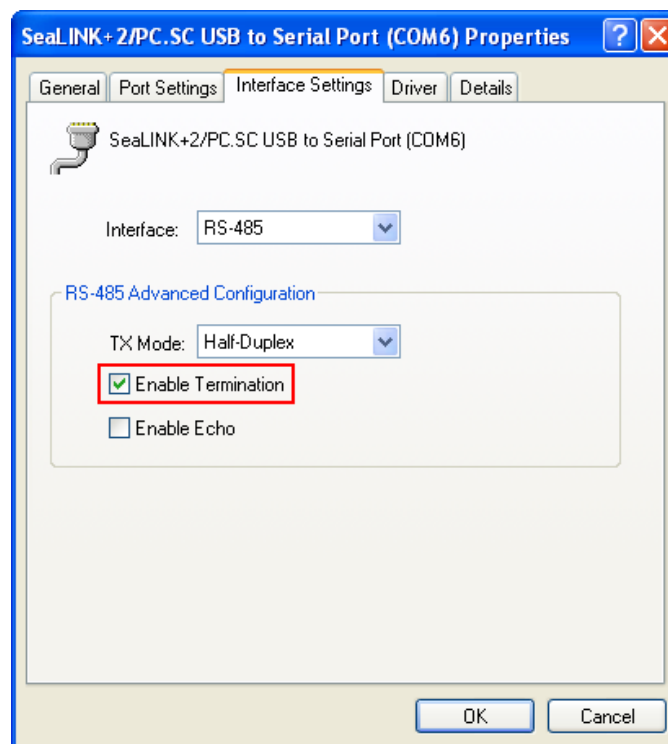 SeaLINK+2/PC.SC USB to Serial Port (COM6) Properties
General Port Settings Interface Settings Driver Details
SeaLINK+2/PC.SC USB to Serial Port (COM6)
Interface: RS-485
RS-485 Advanced Configuration
TX Mode: Half-Duplex
Enable Termination
Enable Echo
OK Cancel